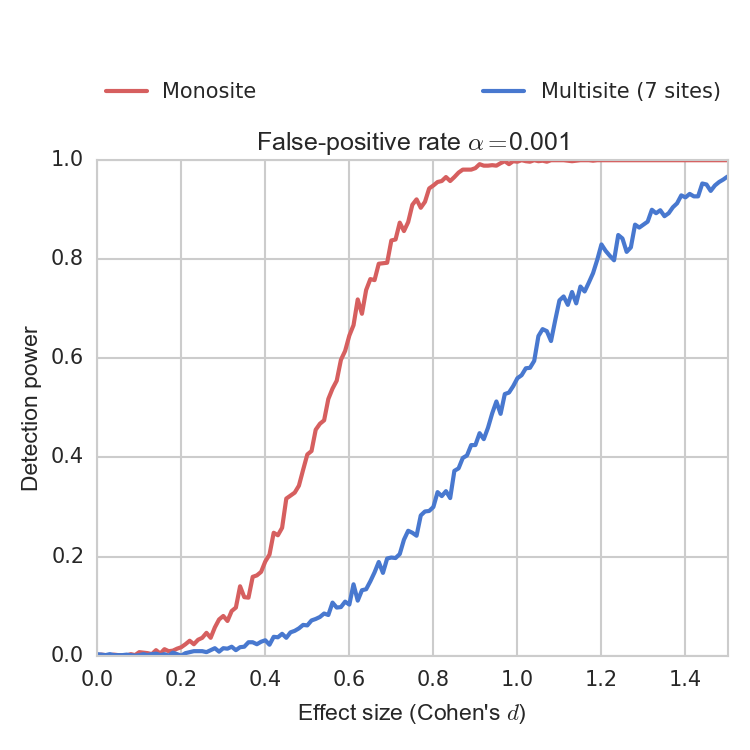 Monosite
Multisite (7 sites)
False-positive rate α=0.001
1.0
0.8
0.6
0.4
0.2
0.0
Detection power
0.0 0.2 0.4 0.6 0.8 1.0 1.2 1.4
Effect size (Cohen's d)